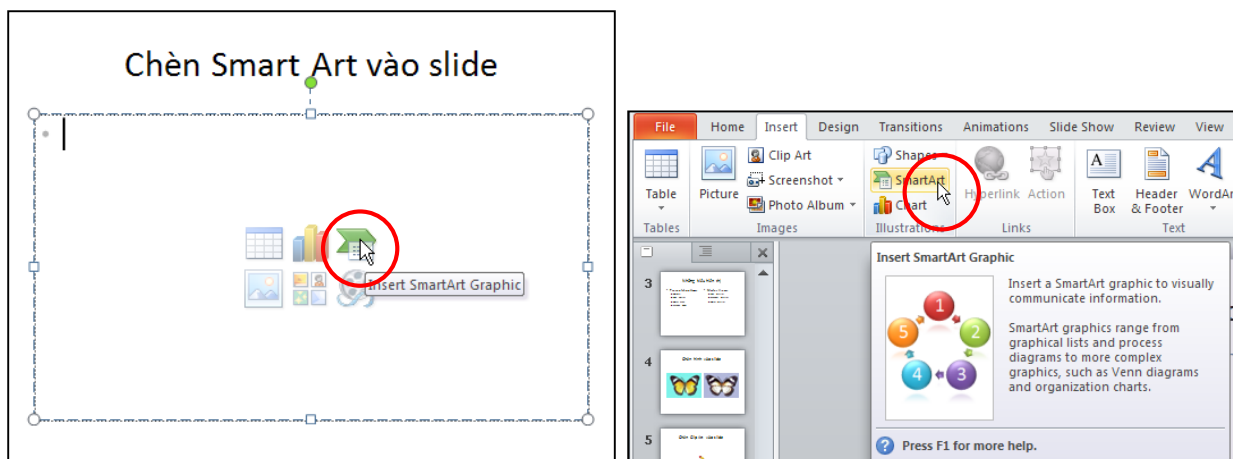 Chèn Smart Art vào slide
Insert SmartArt Graphic
File Home Insert Design Transitions Animations Slide Show Review View
Table
Picture
Clip Art
Screenshot
Photo Album
Shapes
SmartArt
Chart
Hyperlink
Action
Text
Box
Header
& Footer
WordAr
Tables Images Illustrations Links Text
3
4
5
Insert SmartArt Graphic
Insert a SmartArt graphic to visually
communicate information.
SmartArt graphics range from
graphical lists and process
diagrams to more complex
graphics, such as Venn diagrams
and organization charts.
1
2
3
4
5
Press F1 for more help.